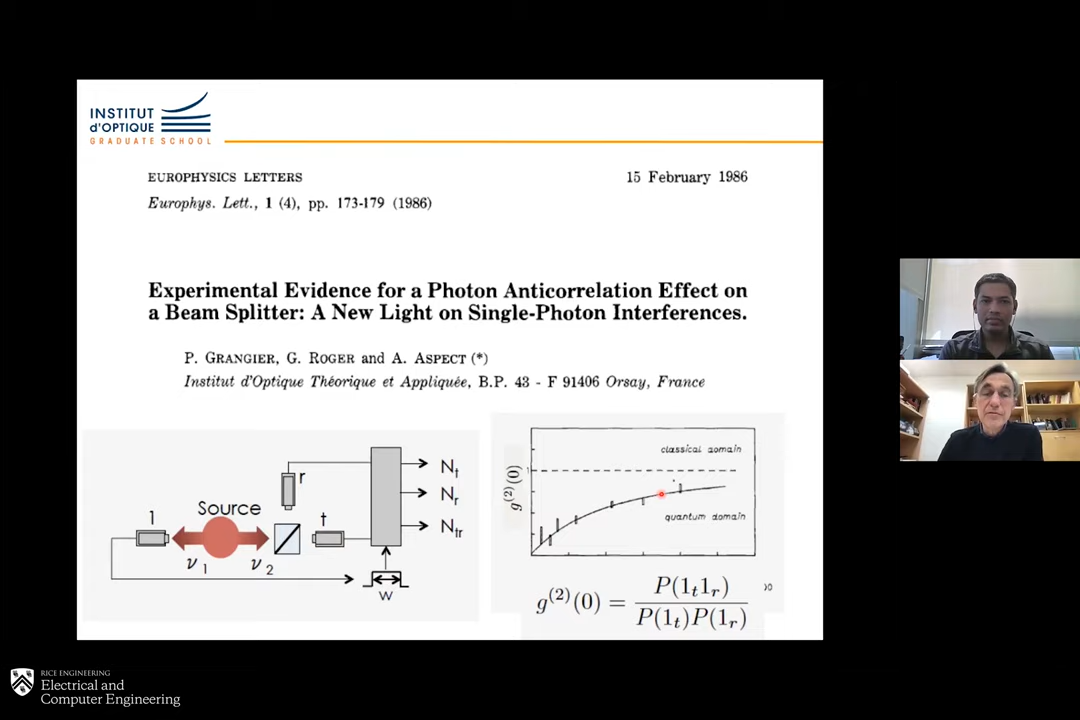 INSTITUT
d'OPTIQUE
GRADUATE SCHOOL
EUROPHYSICS LETTERS
15 February 1986
Europhys. Lett., 1 (4), pp. 173-179 (1986)
Experimental Evidence for a Photon Anticorrelation Effect on
a Beam Splitter: A New Light on Single-Photon Interferences.
P. GRANGIER, G. ROGER and A. ASPECT (*)
Institut d'Optique Théorique et Appliquée, B.P. 43 - F 91406 Orsay, France
1
Source
ν1
ν2
r
t
Nt
Nr
Ntr
w
g(2)(0)
1
classical domain
quantum domain
g(2)(0) = P(1t1r) / P(1t)P(1r)
RICE ENGINEERING
Electrical and
Computer Engineering